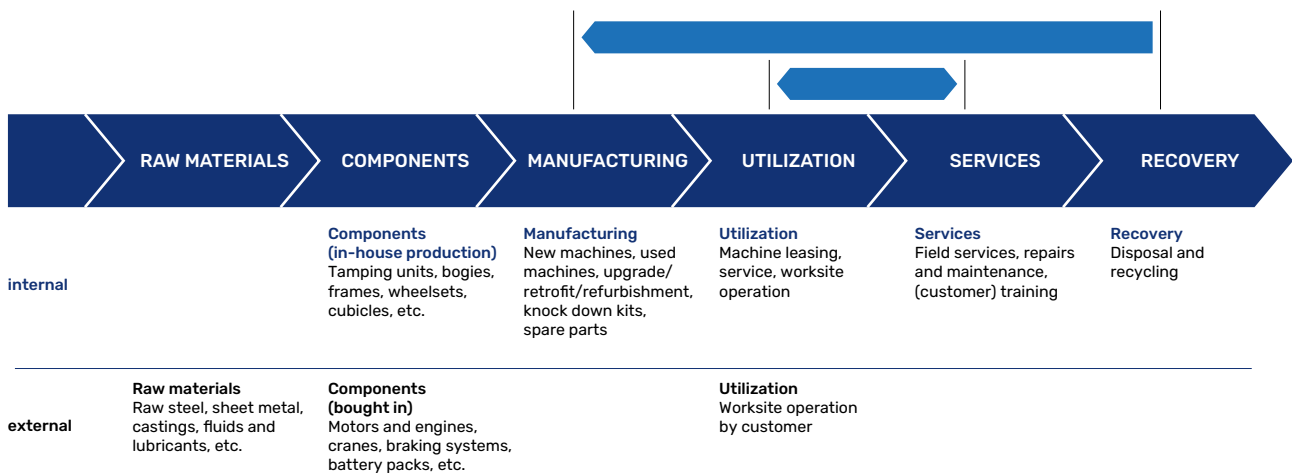 RAW MATERIALS
COMPONENTS
MANUFACTURING
UTILIZATION
SERVICES
RECOVERY
internal
Components
(in-house production)
Tamping units, bogies,
frames, wheelsets,
cubicles, etc.
Manufacturing
New machines, used
machines, upgrade/
retrofit/refurbishment,
knock down kits,
spare parts
Utilization
Machine leasing,
service, worksite
operation
Services
Field services, repairs
and maintenance,
(customer) training
Recovery
Disposal and
recycling
external
Raw materials
Raw steel, sheet metal,
castings, fluids and
lubricants, etc.
Components
(bought in)
Motors and engines,
cranes, braking systems,
battery packs, etc.
Utilization
Worksite operation
by customer